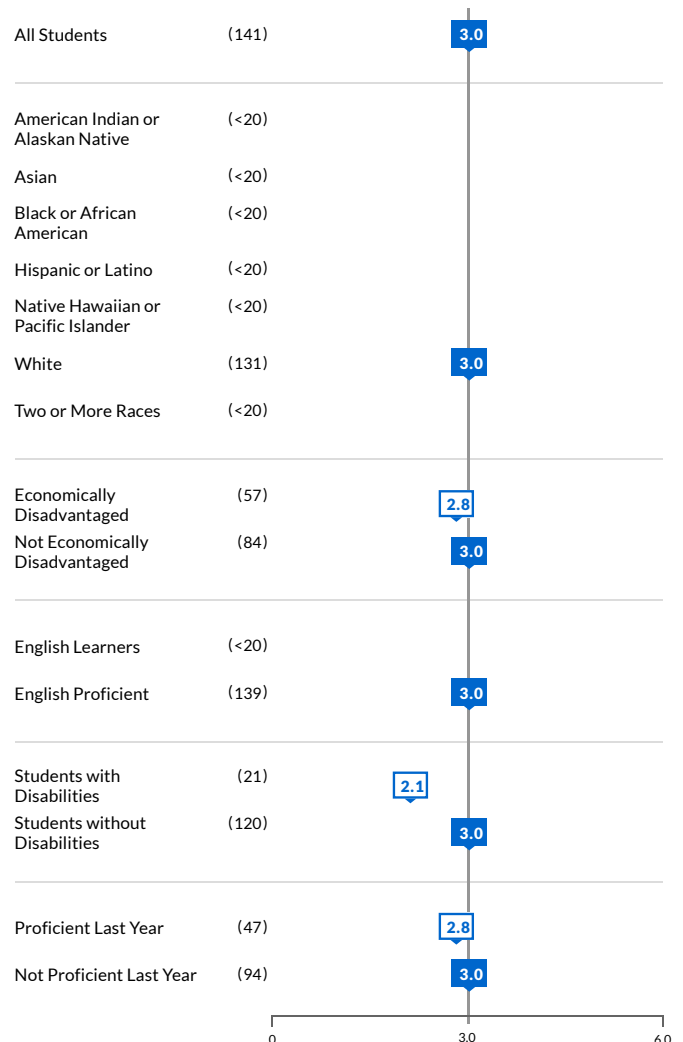 All Students (141) 3.0
American Indian or (<20)
Alaskan Native
Asian (<20)
Black or African (<20)
American
Hispanic or Latino (<20)
Native Hawaiian or (<20)
Pacific Islander
White (131) 3.0
Two or More Races (<20)
Economically (57) 2.8
Disadvantaged
Not Economically (84) 3.0
Disadvantaged
English Learners (<20)
English Proficient (139) 3.0
Students with (21) 2.1
Disabilities
Students without (120) 3.0
Disabilities
Proficient Last Year (47) 2.8
Not Proficient Last Year (94) 3.0
0 3.0 6.0